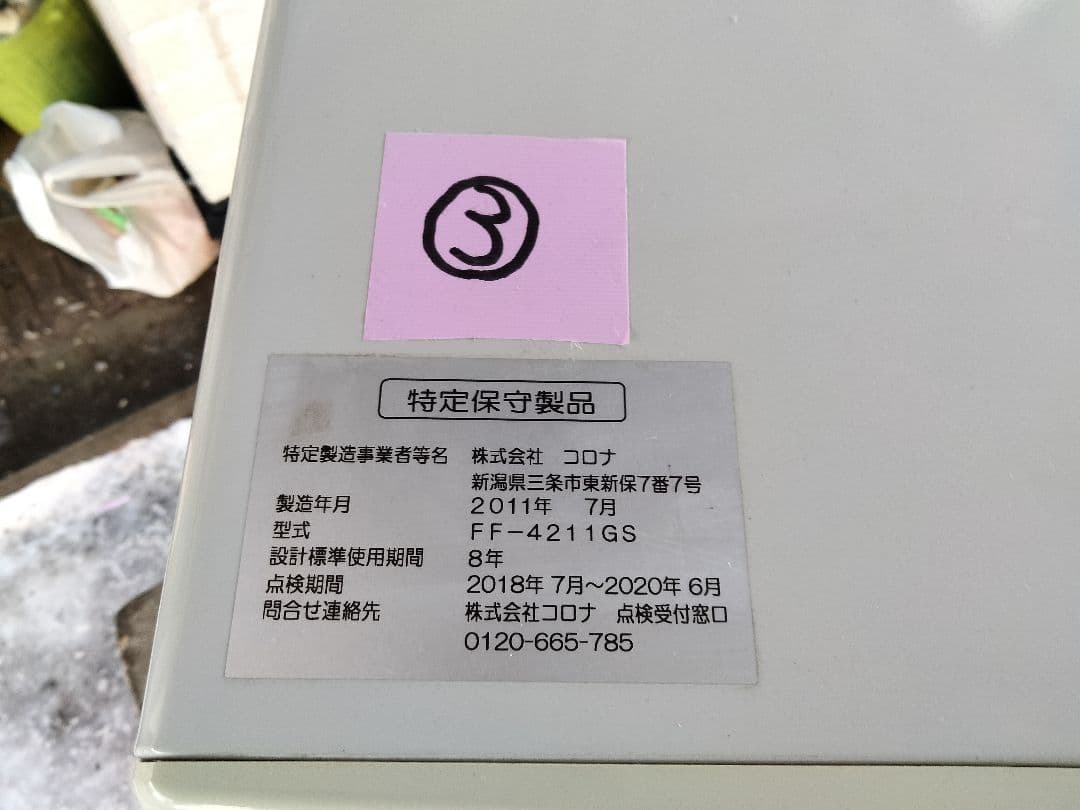 ③
特定保守製品
特定製造事業者等名 株式会社 コロナ
新潟県三条市東新保7番7号
製造年月 2011年 7月
型式 FF-4211GS
設計標準使用期間 8年
点検期間 2018年 7月～2020年 6月
問合せ連絡先 株式会社コロナ 点検受付窓口
0120-665-785